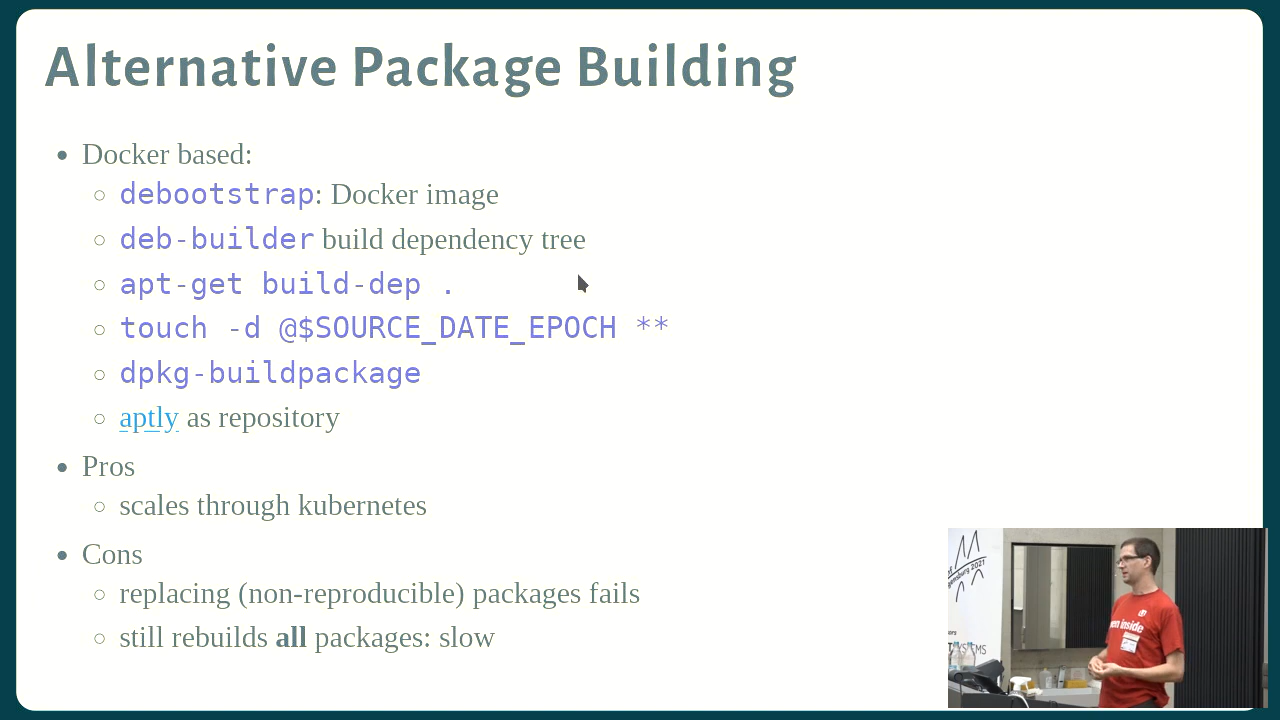 Alternative Package Building
Docker based:
debootstrap: Docker image
deb-builder build dependency tree
apt-get build-dep .
touch -d @$SOURCE_DATE_EPOCH **
dpkg-buildpackage
aptly as repository
Pros
scales through kubernetes
Cons
replacing (non-reproducible) packages fails
still rebuilds all packages: slow
2021
inside